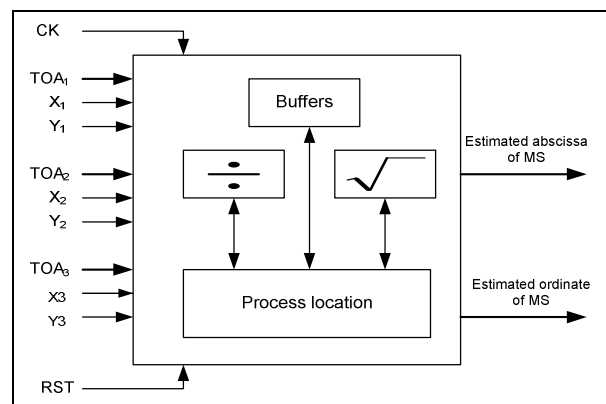 CK
TOA1
X1
Y1
TOA2
X2
Y2
TOA3
X3
Y3
RST
Buffers
÷
√
Process location
Estimated abscissa
of MS
Estimated ordinate
of MS